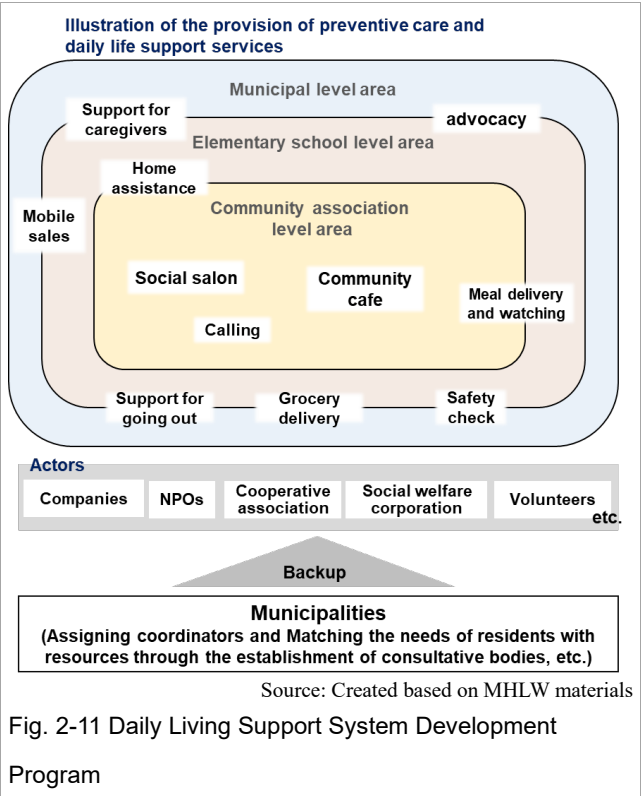 Illustration of the provision of preventive care and
daily life support services
Municipal level area
Support for
caregivers
advocacy
Elementary school level area
Home
assistance
Mobile
sales
Community association
level area
Social salon
Community
cafe
Meal delivery
and watching
Calling
Support for
going out
Grocery
delivery
Safety
check
Actors
Companies
NPOs
Cooperative
association
Social welfare
corporation
Volunteers
etc.
Backup
Municipalities
(Assigning coordinators and Matching the needs of residents with
resources through the establishment of consultative bodies, etc.)
Source: Created based on MHLW materials
Fig. 2-11 Daily Living Support System Development
Program